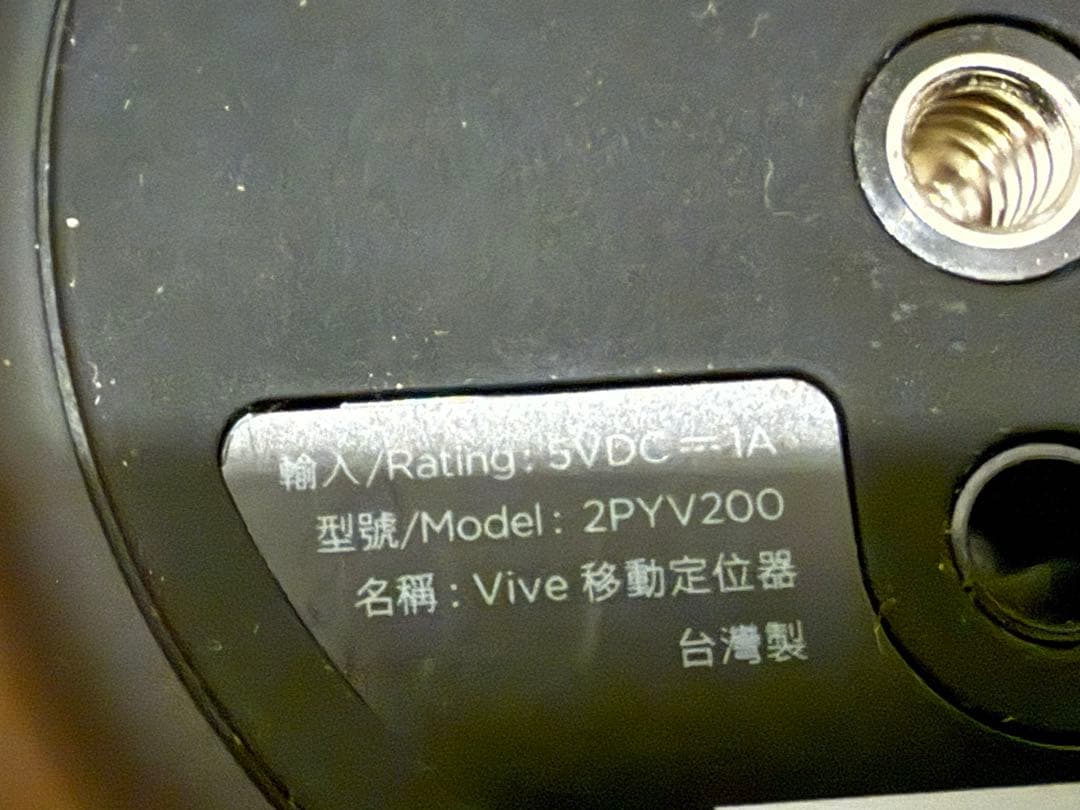 輸入/Rating: 5VDC ⎓ 1A
型號/Model: 2PYV200
名稱: Vive 移動定位器
台灣製